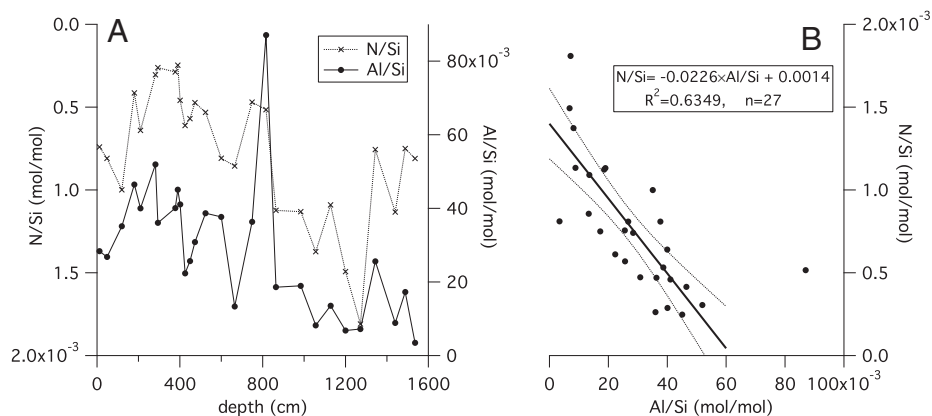 A
N/Si
Al/Si
0.0
0.5
1.0
1.5
2.0x10⁻³
N/Si (mol/mol)
80x10⁻³
60
40
20
0
Al/Si (mol/mol)
0
400
800
1200
1600
depth (cm)
B
N/Si= -0.0226×Al/Si + 0.0014
R²=0.6349, n=27
2.0x10⁻³
1.5
1.0
0.5
0.0
N/Si (mol/mol)
0
20
40
60
80
100x10⁻³
Al/Si (mol/mol)